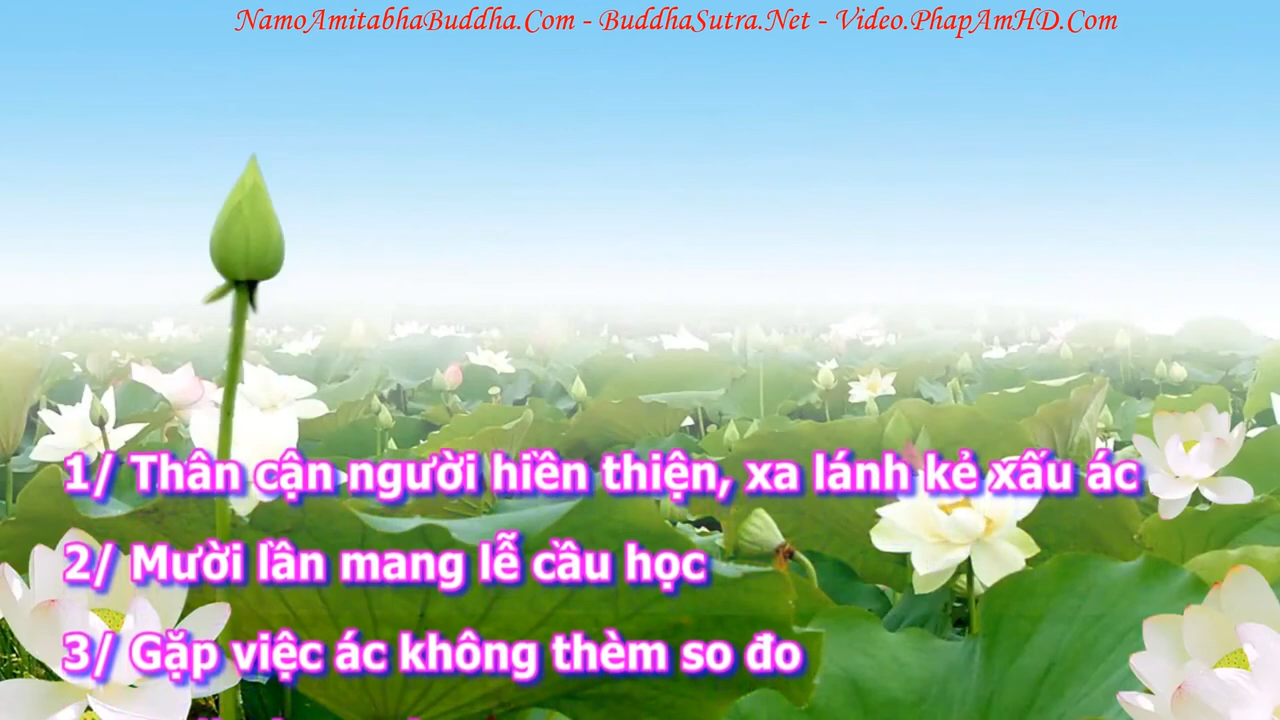 NamoAmitabhaBuddha.Com - BuddhaSutra.Net - Video.PhapAmHD.Com
1/ Thân cận người hiền thiện, xa lánh kẻ xấu ác
2/ Mười lần mang lễ cầu học
3/ Gặp việc ác không thèm so đo